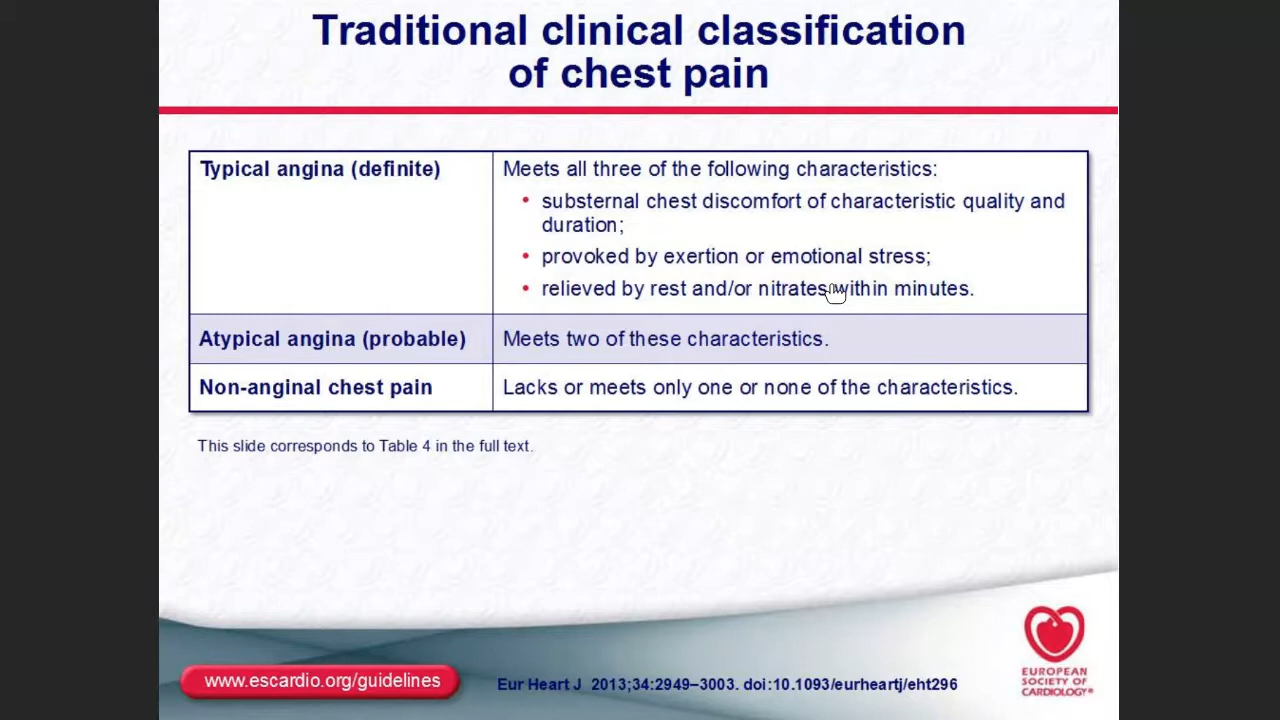 Traditional clinical classification
of chest pain
Typical angina (definite)
Meets all three of the following characteristics:
• substernal chest discomfort of characteristic quality and
duration;
• provoked by exertion or emotional stress;
• relieved by rest and/or nitrates within minutes.
Atypical angina (probable)
Meets two of these characteristics.
Non-anginal chest pain
Lacks or meets only one or none of the characteristics.
This slide corresponds to Table 4 in the full text.
www.escardio.org/guidelines
Eur Heart J 2013;34:2949–3003. doi:10.1093/eurheartj/eht296
EUROPEAN
SOCIETY OF
CARDIOLOGY®